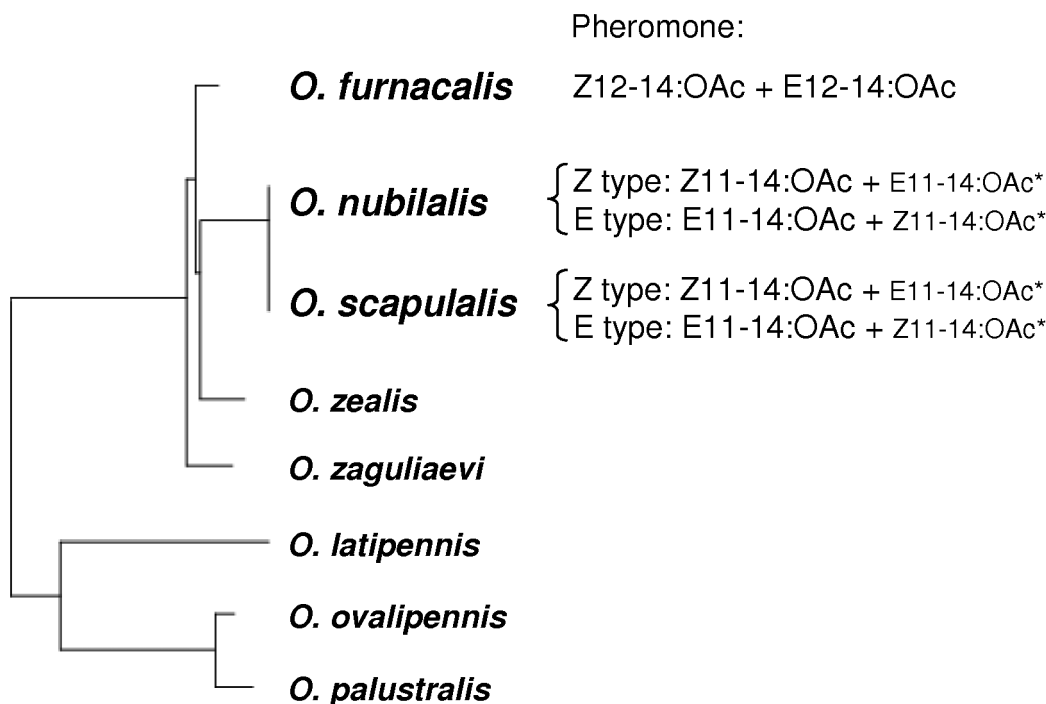 Pheromone:
O. furnacalis Z12-14:OAc + E12-14:OAc
O. nubilalis
Z type: Z11-14:OAc + E11-14:OAc*
E type: E11-14:OAc + Z11-14:OAc*
O. scapulalis
Z type: Z11-14:OAc + E11-14:OAc*
E type: E11-14:OAc + Z11-14:OAc*
O. zealis
O. zaguliaevi
O. latipennis
O. ovalipennis
O. palustralis